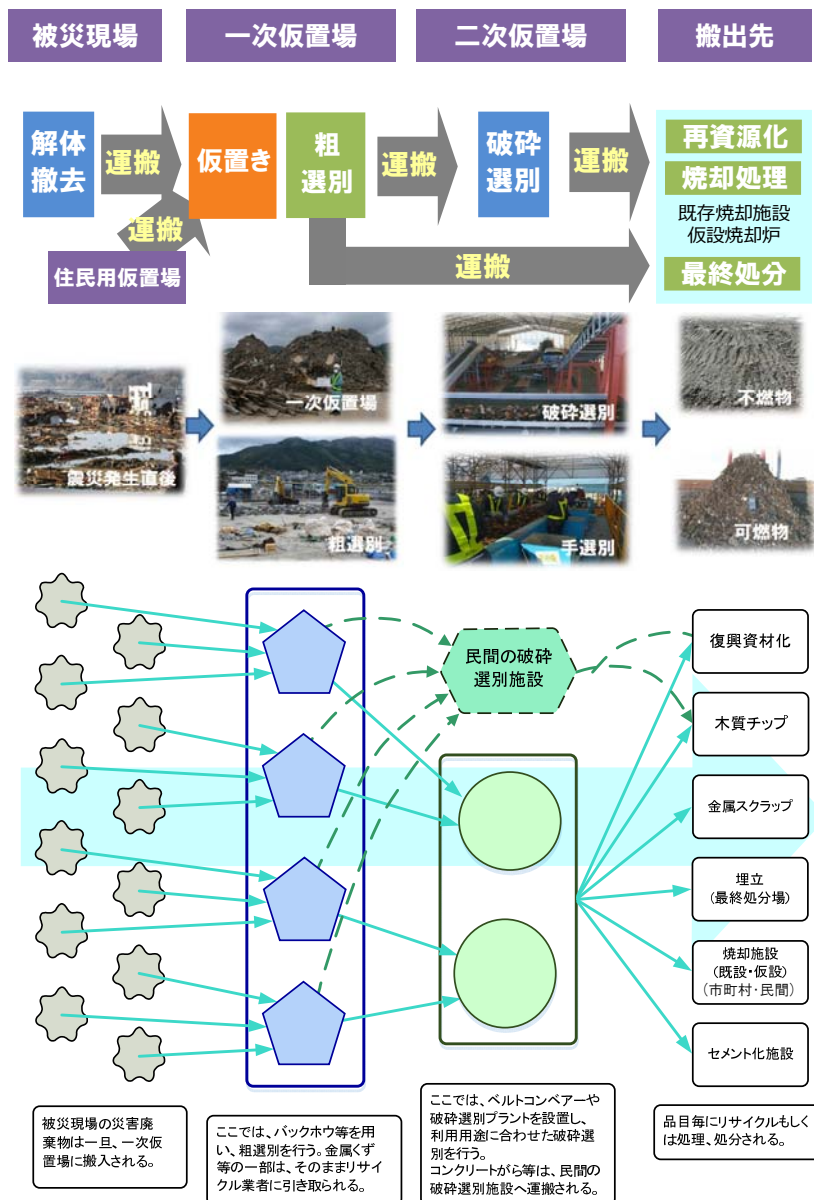 被災現場
一次仮置場
二次仮置場
搬出先
解体
撤去
運搬
仮置き
粗
選別
運搬
破砕
選別
運搬
再資源化
焼却処理
既存焼却施設
仮設焼却炉
最終処分
運搬
住民用仮置場
運搬
震災発生直後
一次仮置場
粗選別
破砕選別
手選別
不燃物
可燃物
民間の破砕
選別施設
復興資材化
木質チップ
金属スクラップ
埋立
(最終処分場)
焼却施設
(既設・仮設)
(市町村・民間)
セメント化施設
被災現場の災害廃
棄物は一旦、一次仮
置場に搬入される。
ここでは、バックホウ等を用
い、粗選別を行う。金属くず
等の一部は、そのままリサイ
クル業者に引き取られる。
ここでは、ベルトコンベアーや
破砕選別プラントを設置し、
利用用途に合わせた破砕選
別を行う。
コンクリートがら等は、民間の
破砕選別施設へ運搬される。
品目毎にリサイクルもしく
は処理、処分される。